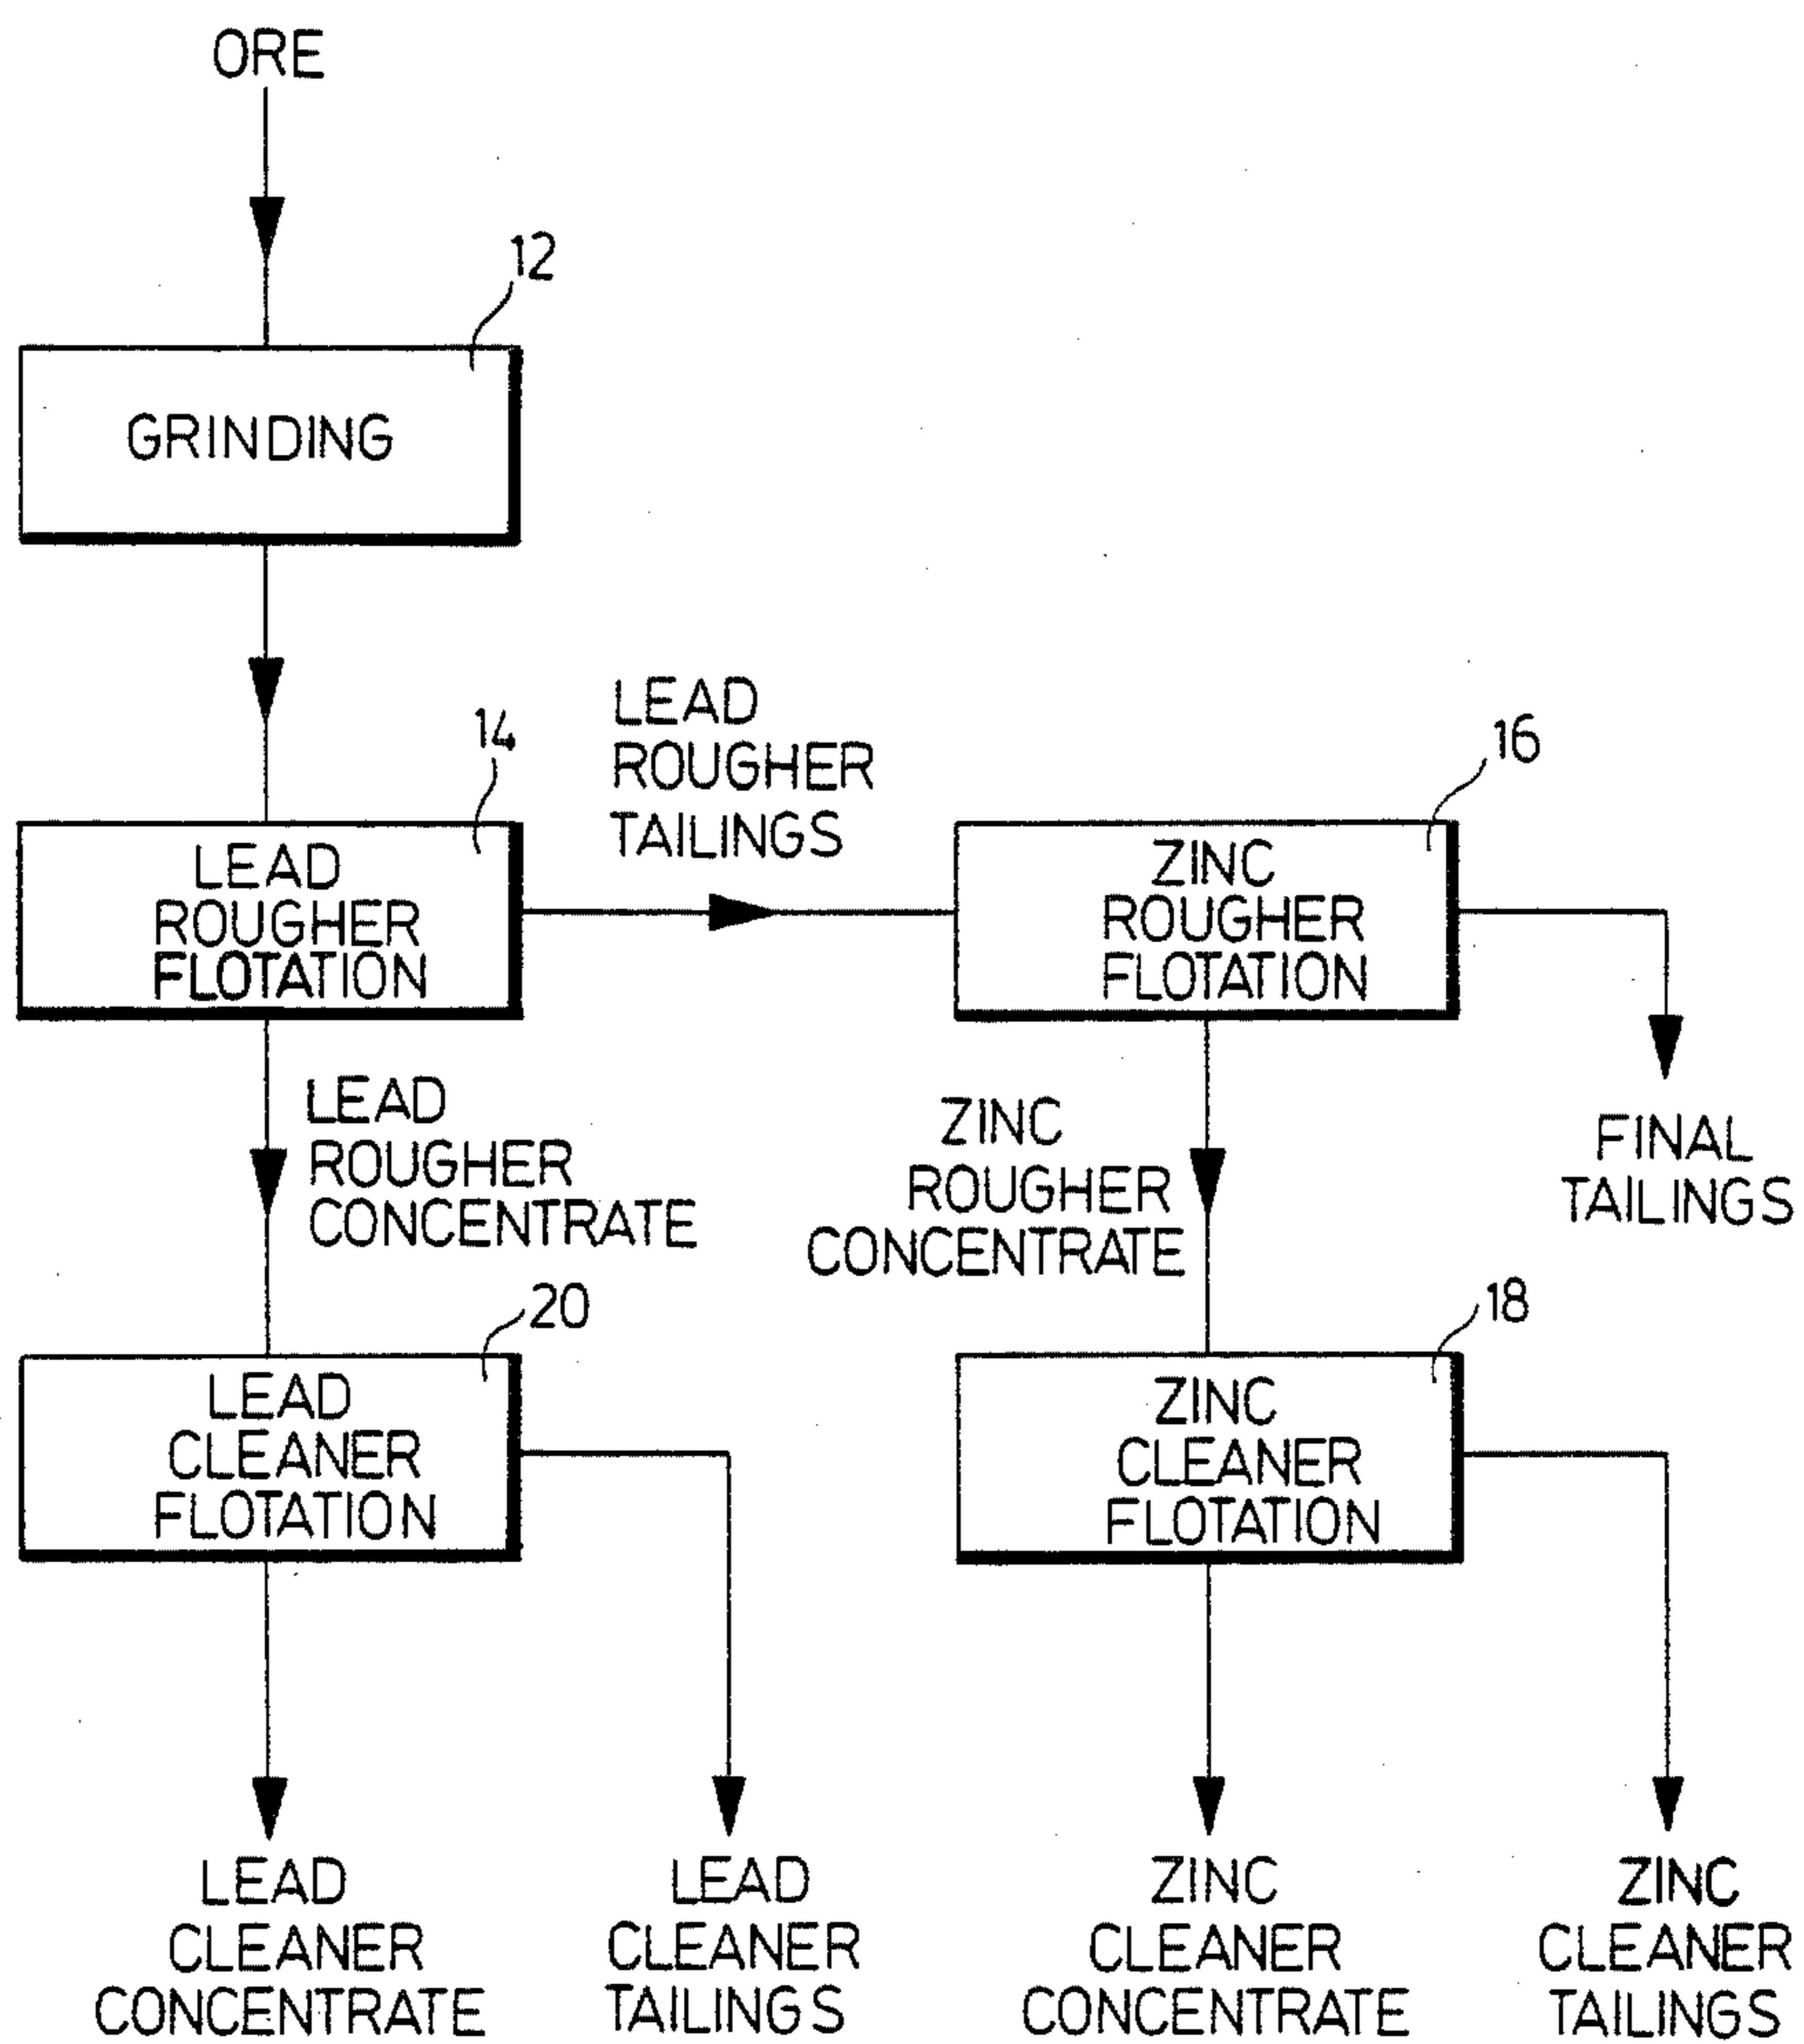 ORE
12
GRINDING
14
LEAD
ROUGHER
TAILINGS
16
LEAD
ROUGHER
FLOTATION
ZINC
ROUGHER
FLOTATION
LEAD
ROUGHER
CONCENTRATE
ZINC
ROUGHER
CONCENTRATE
FINAL
TAILINGS
20
18
LEAD
CLEANER
FLOTATION
ZINC
CLEANER
FLOTATION
LEAD
CLEANER
CONCENTRATE
LEAD
CLEANER
TAILINGS
ZINC
CLEANER
CONCENTRATE
ZINC
CLEANER
TAILINGS